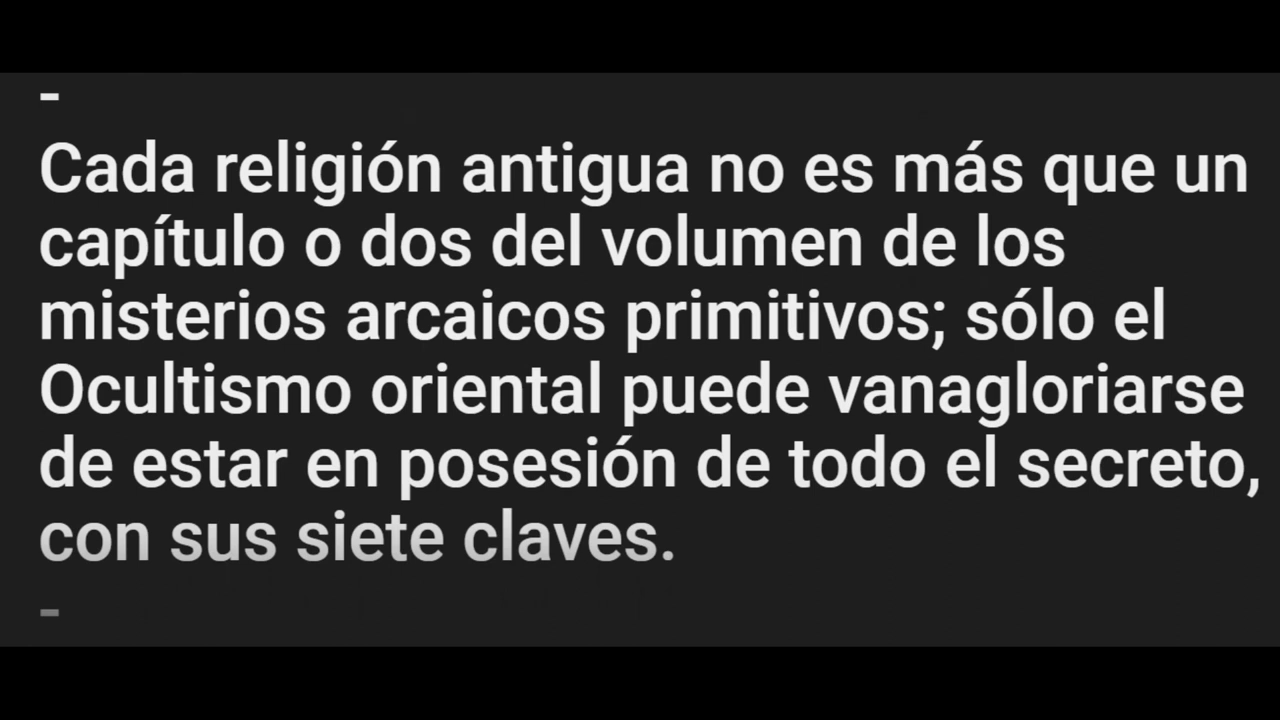 -
Cada religión antigua no es más que un
capítulo o dos del volumen de los
misterios arcaicos primitivos; sólo el
Ocultismo oriental puede vanagloriarse
de estar en posesión de todo el secreto,
con sus siete claves.
-